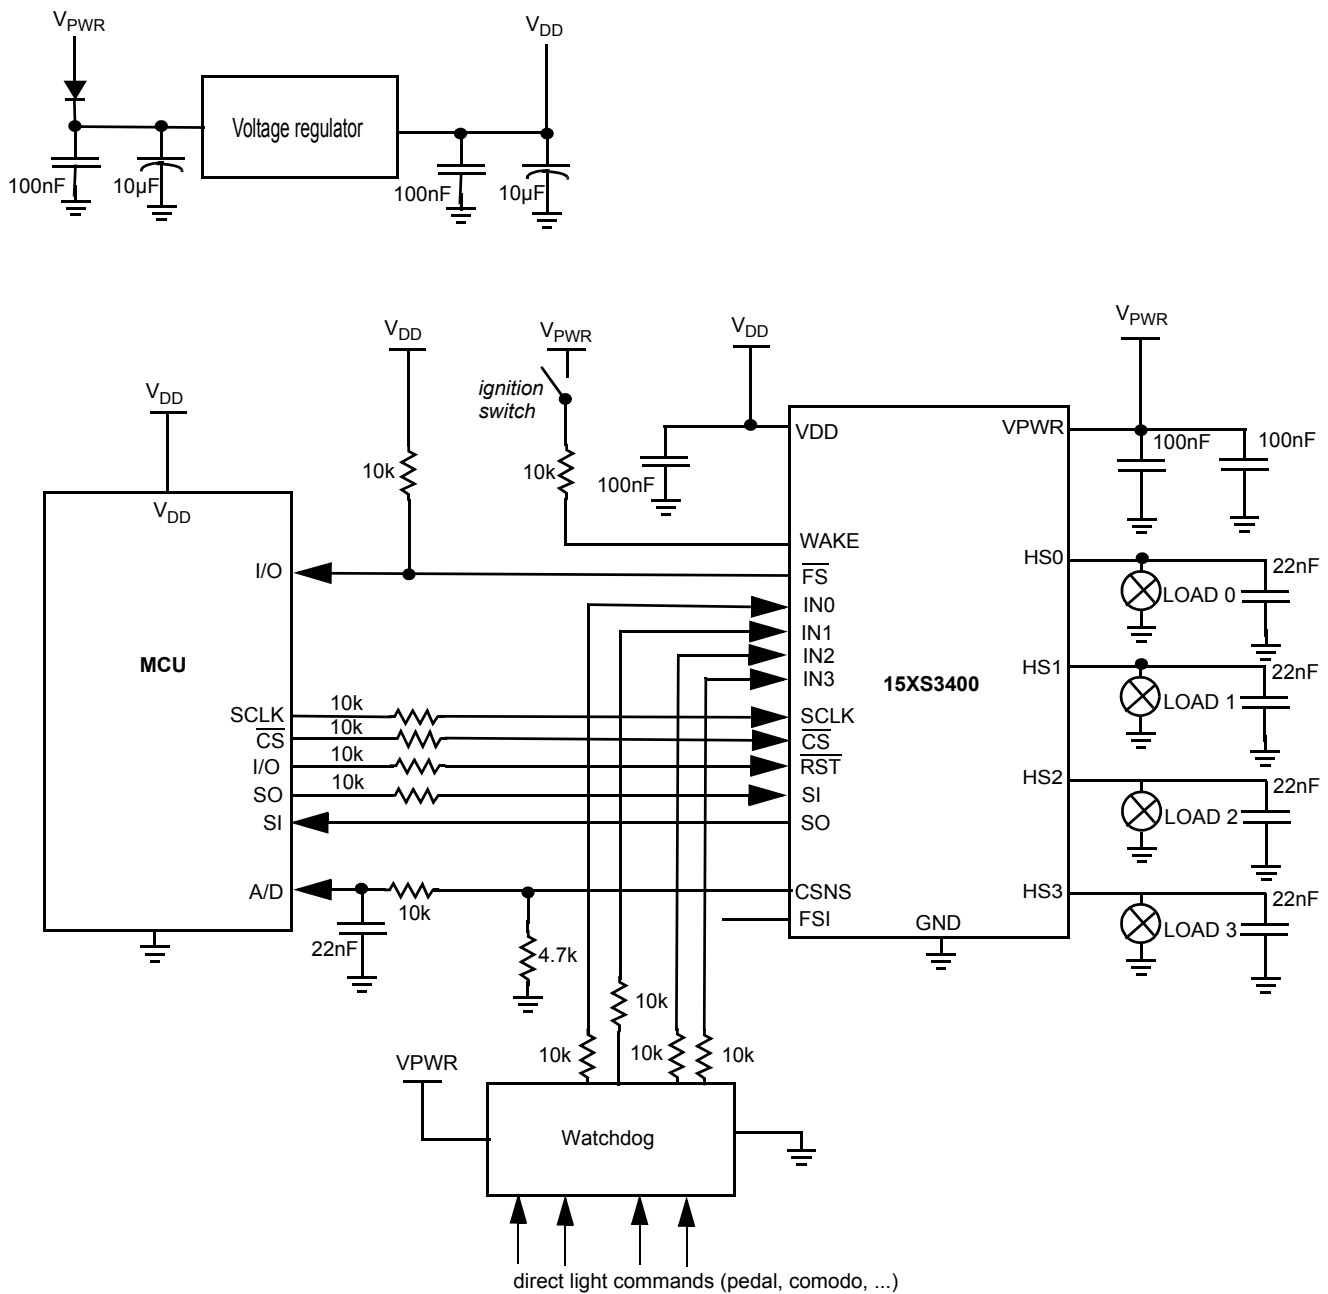 VPWR
VDD
Voltage regulator
100nF
10µF
100nF
10µF
VDD
VPWR
VDD
VPWR
VDD
ignition
switch
10k
10k
100nF
VDD
VPWR
100nF
100nF
VDD
WAKE
HS0
22nF
I/O
FS
IN0
LOAD 0
IN1
IN2
IN3
MCU
15XS3400
HS1
22nF
LOAD 1
SCLK
10k
SCLK
CS
10k
CS
I/O
10k
RST
SO
10k
SI
SI
SO
HS2
22nF
LOAD 2
A/D
10k
CSNS
HS3
22nF
FSI
GND
LOAD 3
22nF
4.7k
10k
10k
10k
10k
VPWR
Watchdog
direct light commands (pedal, comodo, ...)